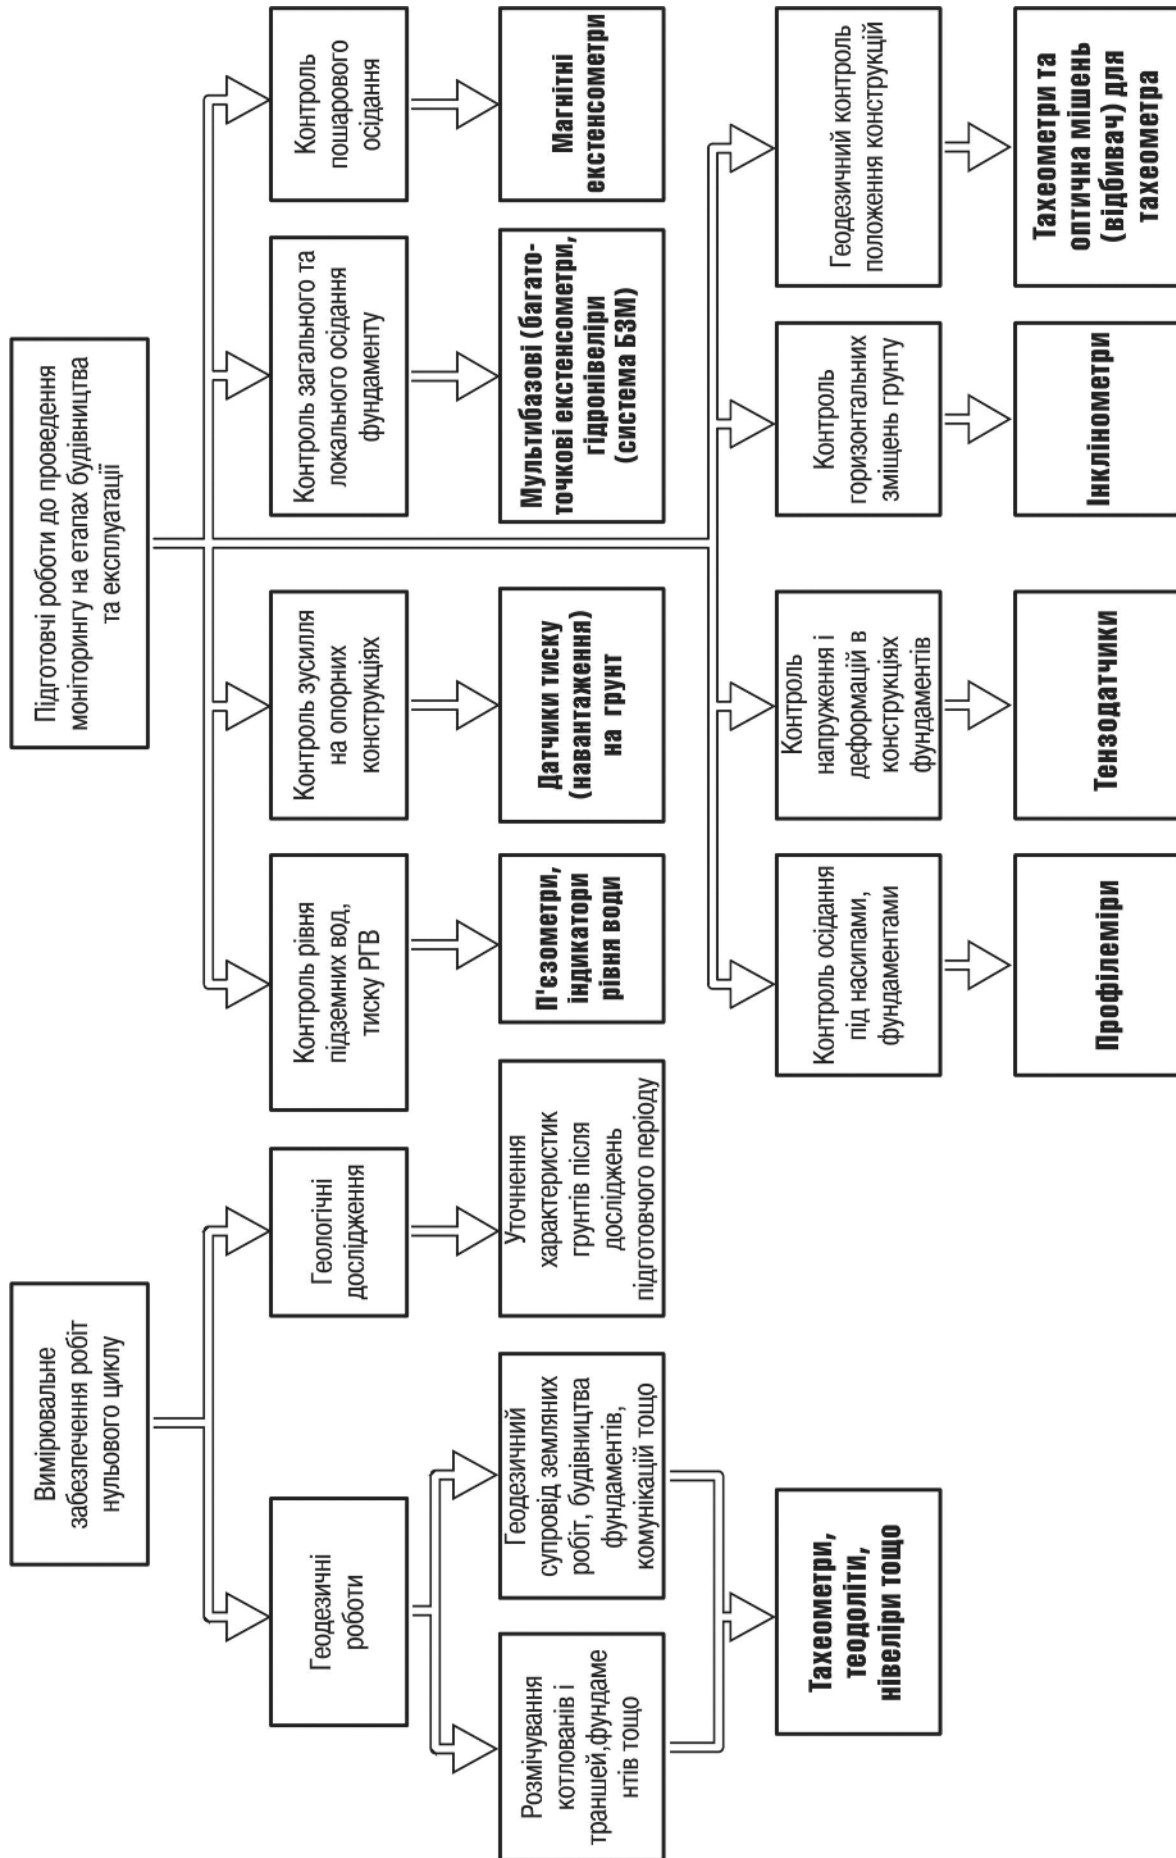 Вимірювальне
забезпечення робіт
нульового циклу
Підготовчі роботи до проведення
моніторингу на етапах будівництва
та експлуатації
Геодезичні
роботи
Геологічні
дослідження
Контроль рівня
підземних вод,
тиску РГВ
Контроль зусилля
на опорних
конструкціях
Контроль загального та
локального осідання
фундаменту
Контроль
пошарового
осідання
Розмічування
котлованів і
траншей,фундаме
нтів тощо
Геодезичний
супровід земляних
робіт, будівництва
фундаментів,
комунікацій тощо
Уточнення
характеристик
грунтів після
досліджень
підготовчого періоду
П'єзометри,
індикатори
рівня води
Датчики тиску
(навантаження)
на грунт
Мультибазові (багато-
точкові екстенсометри,
гідронівеліри
(система БЗМ)
Магнітні
екстенсометри
Тахеометри,
теодоліти,
нівеліри тощо
Контроль осідання
під насипами,
фундаментами
Контроль
напруження і
деформацій в
конструкціях
фундаментів
Контроль
горизонтальних
зміщень грунту
Геодезичний контроль
положення конструкцій
Профілеміри
Тензодатчики
Інклінометри
Тахеометри та
оптична мішень
(відбивач) для
тахеометра